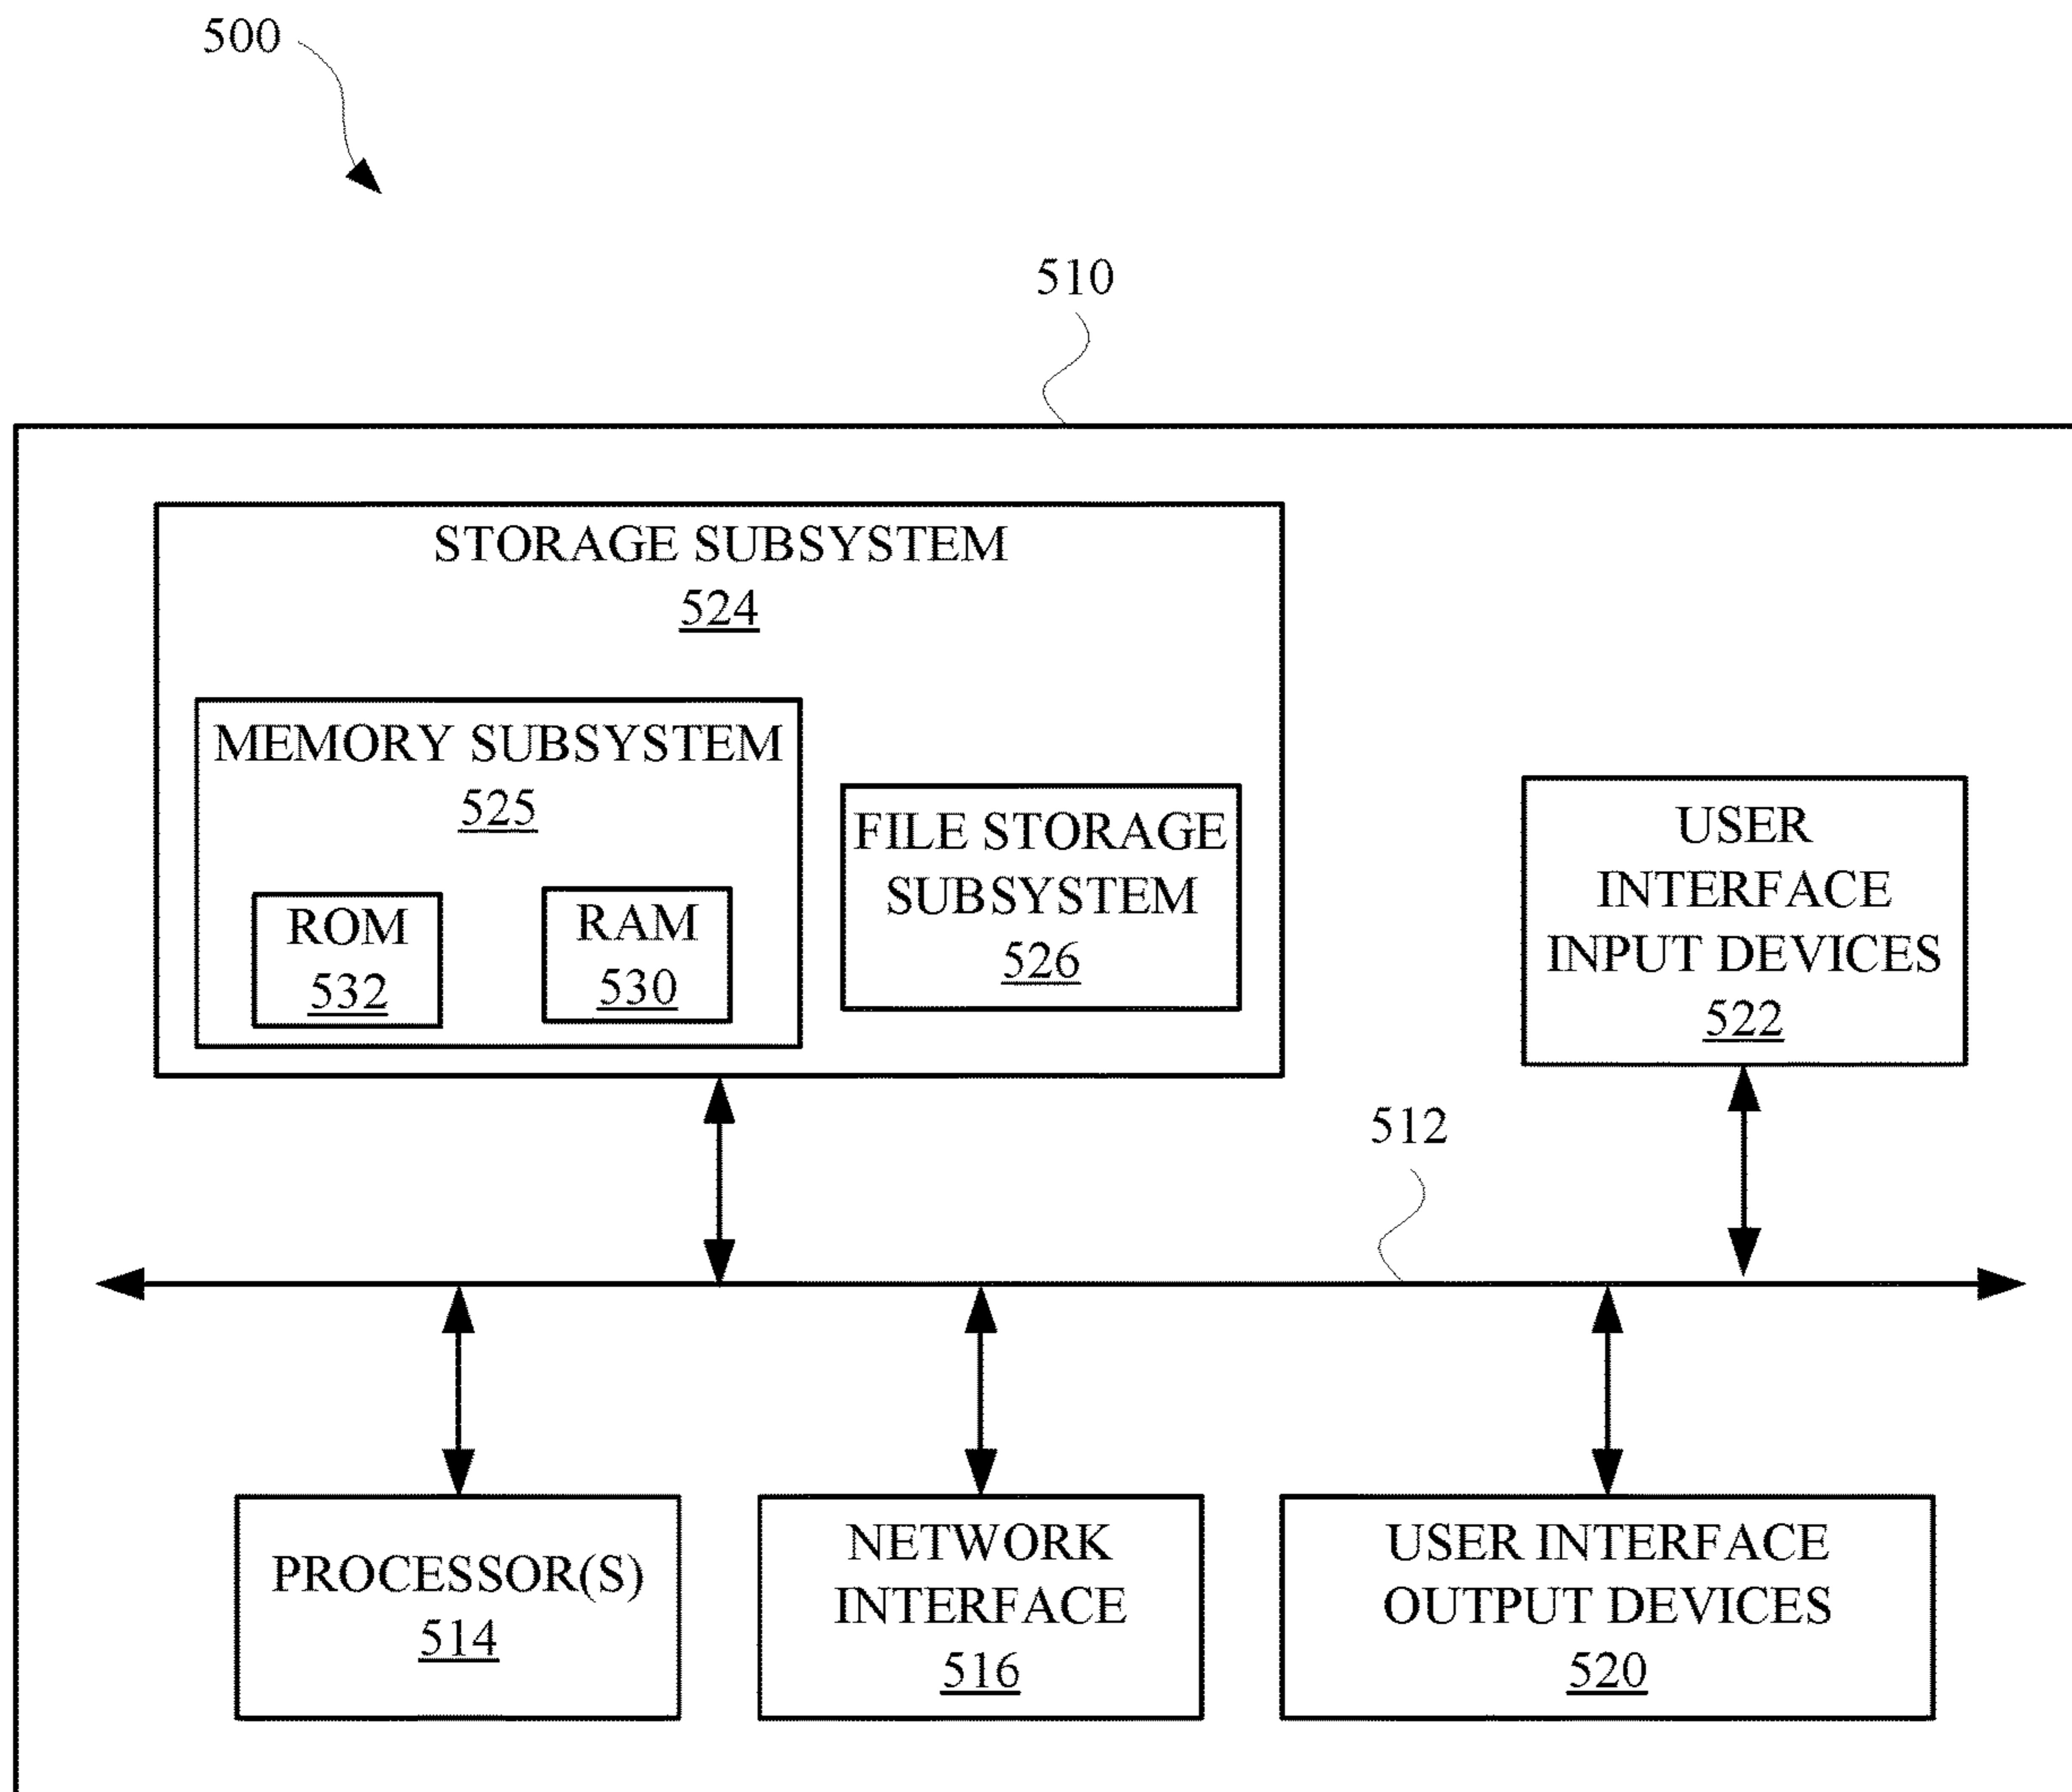 500
510
STORAGE SUBSYSTEM
524
MEMORY SUBSYSTEM
525
ROM
532
RAM
530
FILE STORAGE
SUBSYSTEM
526
USER
INTERFACE
INPUT DEVICES
522
512
PROCESSOR(S)
514
NETWORK
INTERFACE
516
USER INTERFACE
OUTPUT DEVICES
520